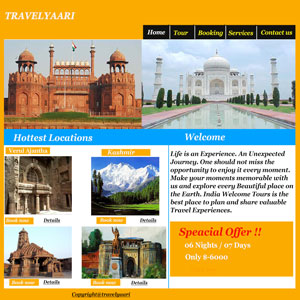 TRAVELYAARI
Home Tour Booking Services Contact us
Hottest Locations
Welcome
Verul Ajantha
Kashmir
Life is an Experience. An Unexpected
Journey. One should not miss the
opportunity to enjoy it every moment.
Make your moments memorable with
us and explore every Beautiful place on
the Earth. India Welcome Tours is the
best place to plan and share valuable
Travel Experiences.
Book now Details
Book now Details
Speacial Offer !!
06 Nights / 07 Days
Only 8-6000
Book now Details
Book now Details
Copyright@travelyaari